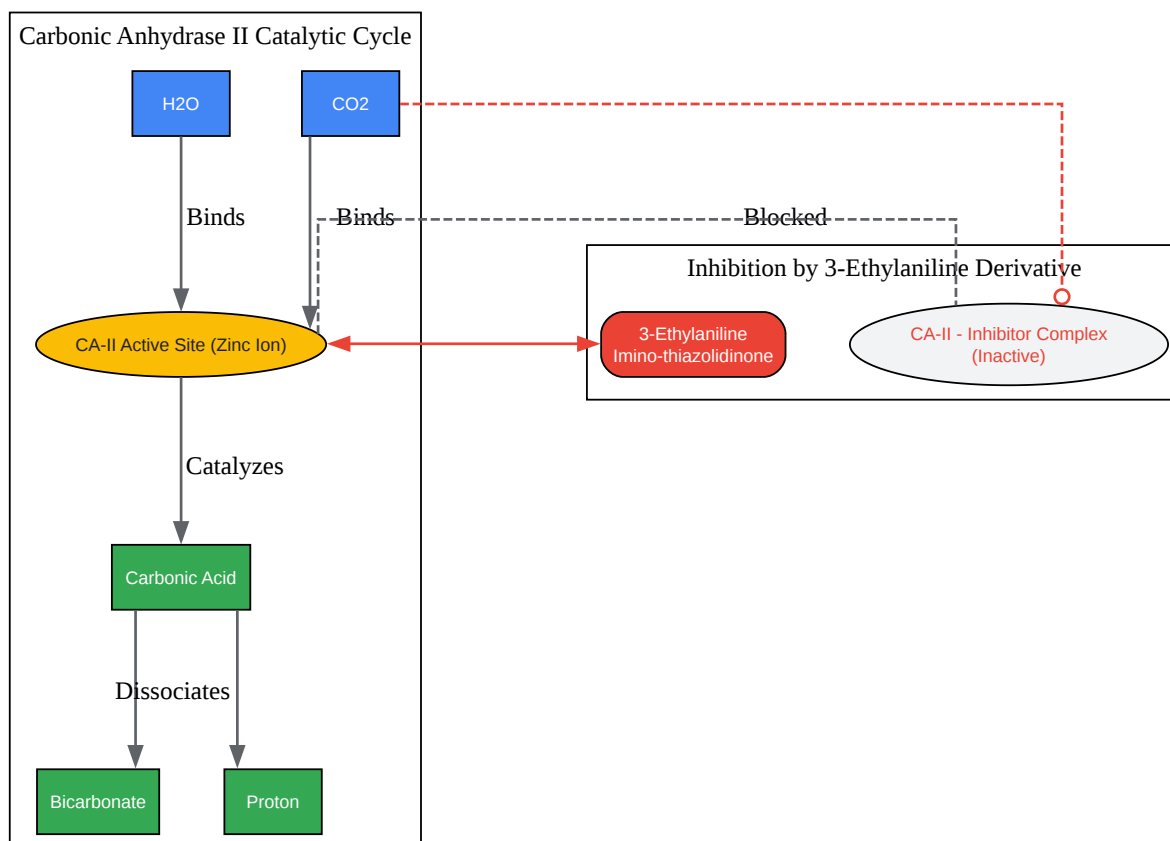 Carbonic Anhydrase II Catalytic Cycle
H2O
CO2
Binds
Binds
Blocked
Inhibition by 3-Ethylaniline Derivative
CA-II Active Site (Zinc Ion)
3-Ethylaniline
Imino-thiazolidinone
CA-II - Inhibitor Complex
(Inactive)
Catalyzes
Carbonic Acid
Dissociates
Bicarbonate
Proton